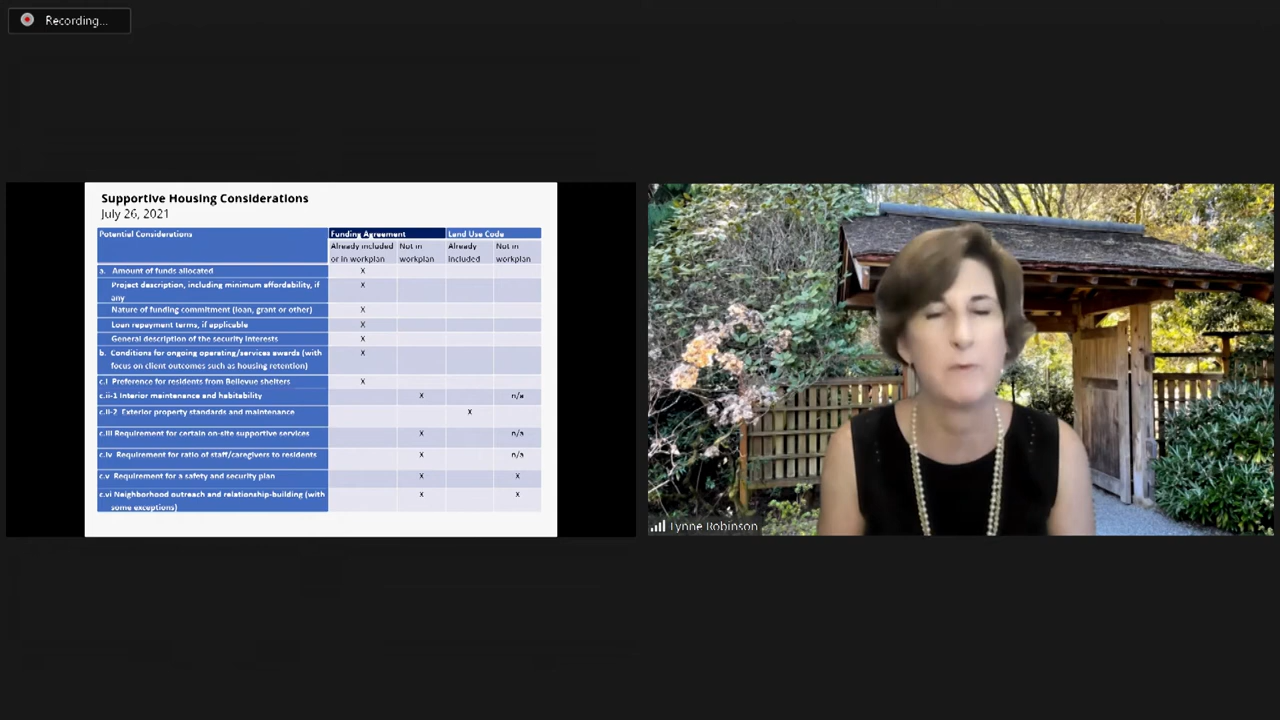 Recording...
Supportive Housing Considerations
July 26, 2021
Potential Considerations
Funding Agreement
Land Use Code
Already included or in workplan
Not in workplan
Already included
Not in workplan
a. Amount of funds allocated X
Project description, including minimum affordability, if X
any
Nature of funding commitment (loan, grant or other) X
Loan repayment terms, if applicable X
General description of the security interests X
b. Conditions for ongoing operating/services awards (with X
focus on client outcomes such as housing retention)
c.i Preference for residents from Bellevue shelters X
c.ii-1 Interior maintenance and habitability X n/a
c.ii-2 Exterior property standards and maintenance X
c.iii Requirement for certain on-site supportive services X n/a
c.iv Requirement for ratio of staff/caregivers to residents X n/a
c.v Requirement for a safety and security plan X X
c.vi Neighborhood outreach and relationship-building (with X X
some exceptions)
Lynne Robinson